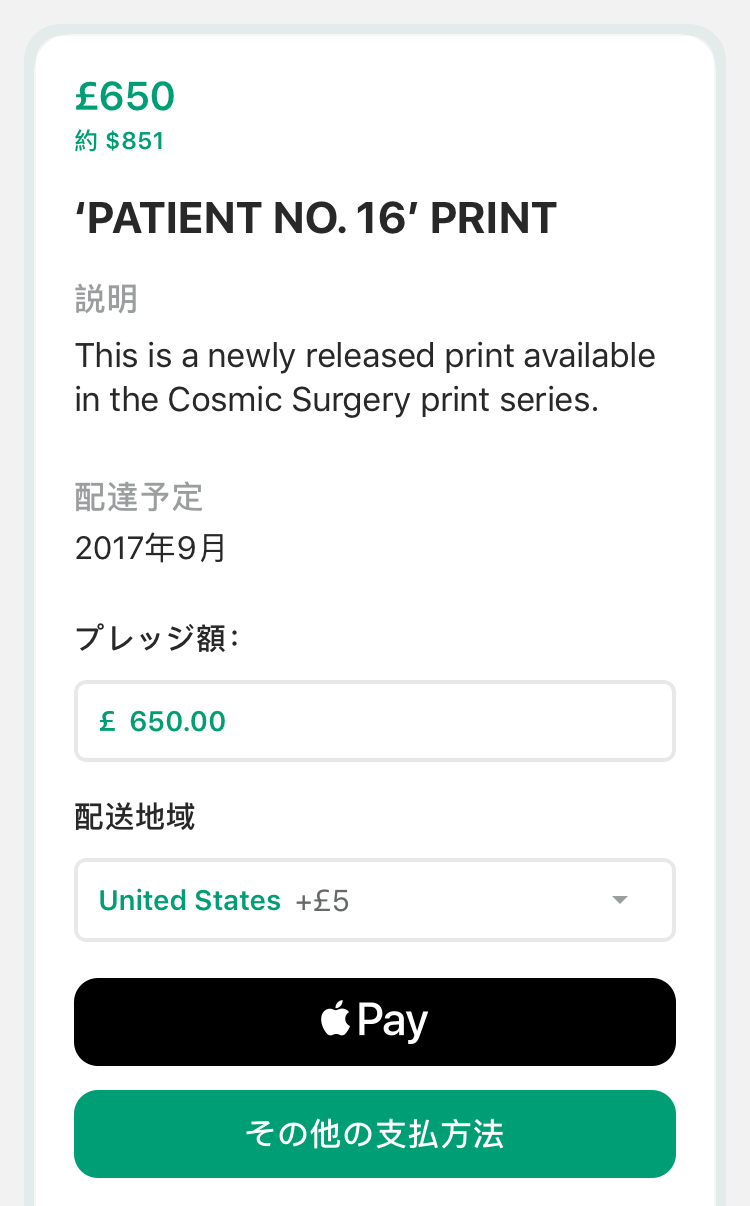 £650
約 $851
‘PATIENT NO. 16’ PRINT
説明
This is a newly released print available
in the Cosmic Surgery print series.
配達予定
2017年9月
プレッジ額：
£ 650.00
配送地域
United States +£5
Pay
その他の支払方法